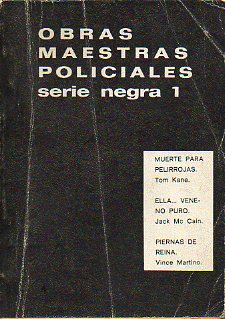 OBRAS
MAESTRAS
POLICIALES
serie negra 1
MUERTE PARA
PELIRROJAS.
Tom Kane.
ELLA... VENE-
NO PURO.
Jack Mc Cain.
PIERNAS DE
REINA.
Vince Martino.